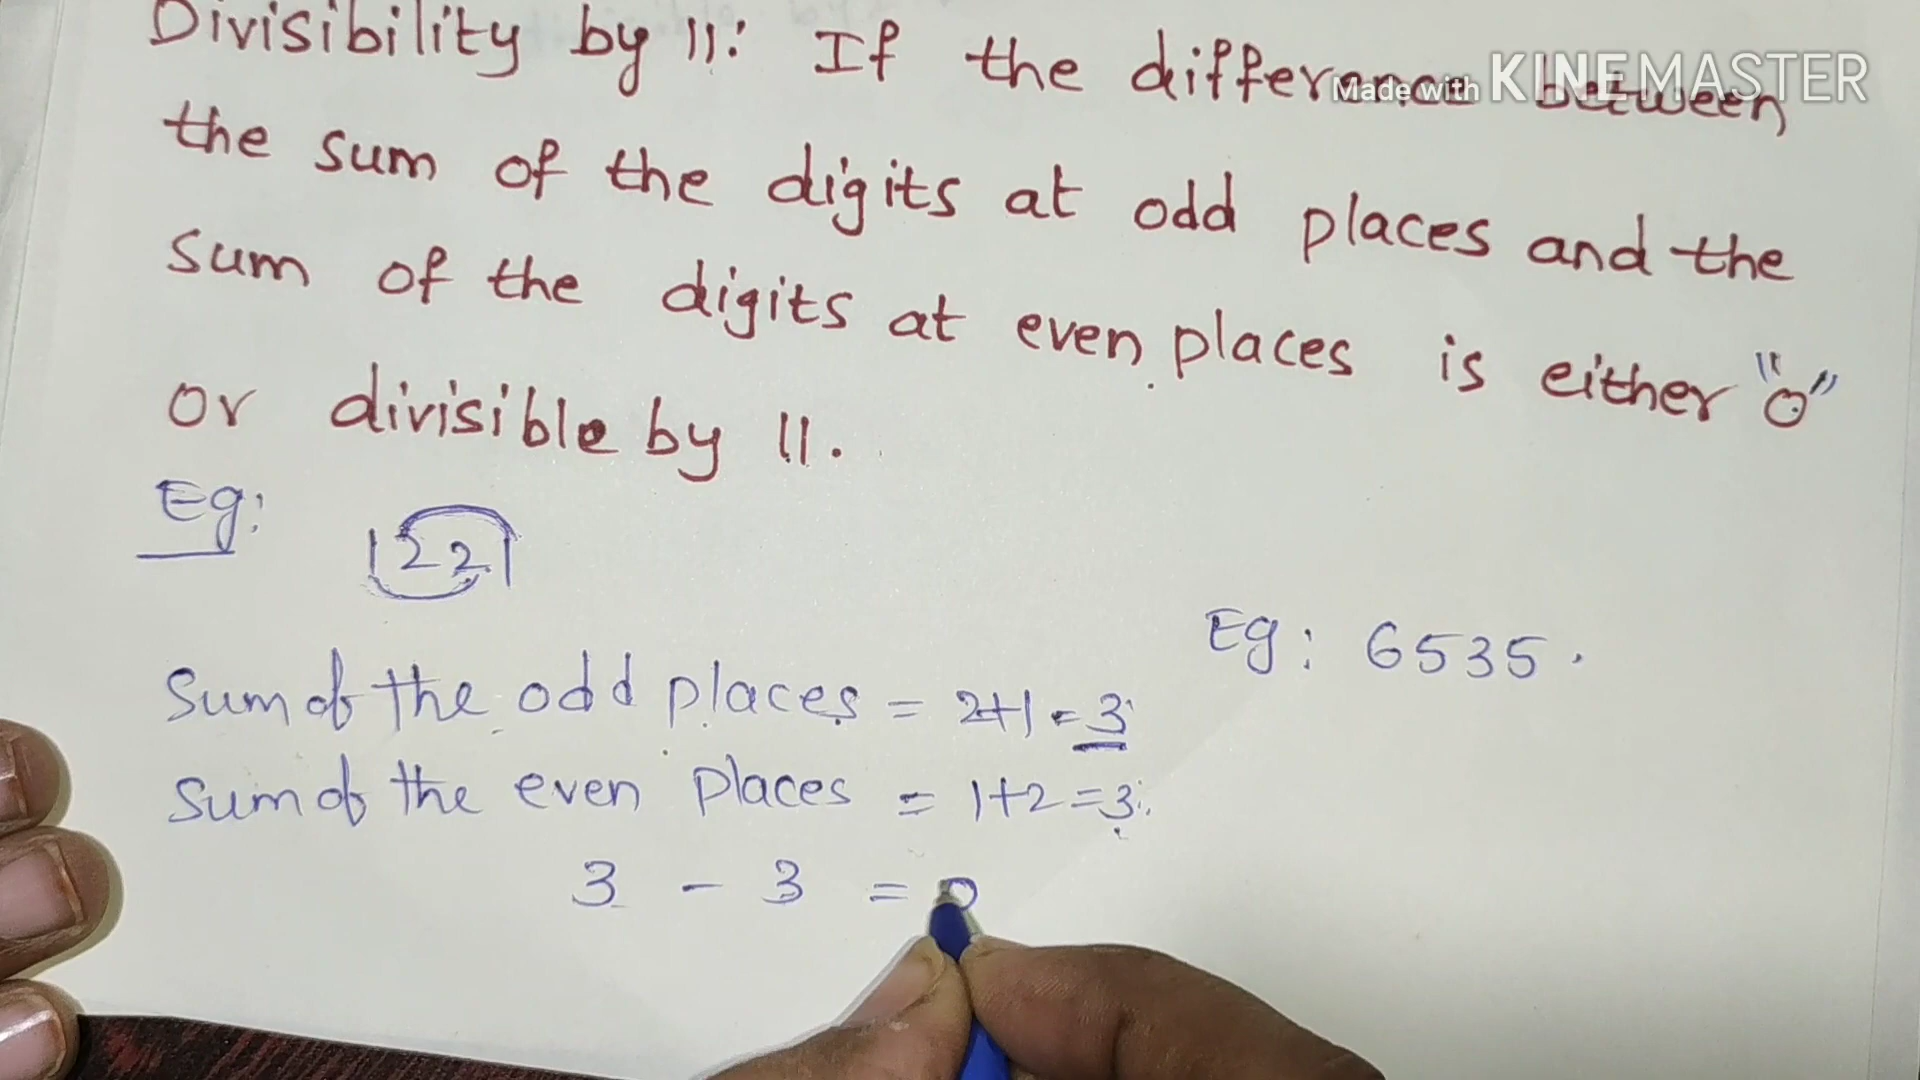 Divisibility by 11: If the difference between
Made with KINEMASTER
the sum of the digits at odd places and the
sum of the digits at even places is either "0"
or divisible by 11.
Eg: 1221
Eg: 6535.
Sum of the odd places = 2+1 = 3
Sum of the even places = 1+2=3
3 - 3 = 0